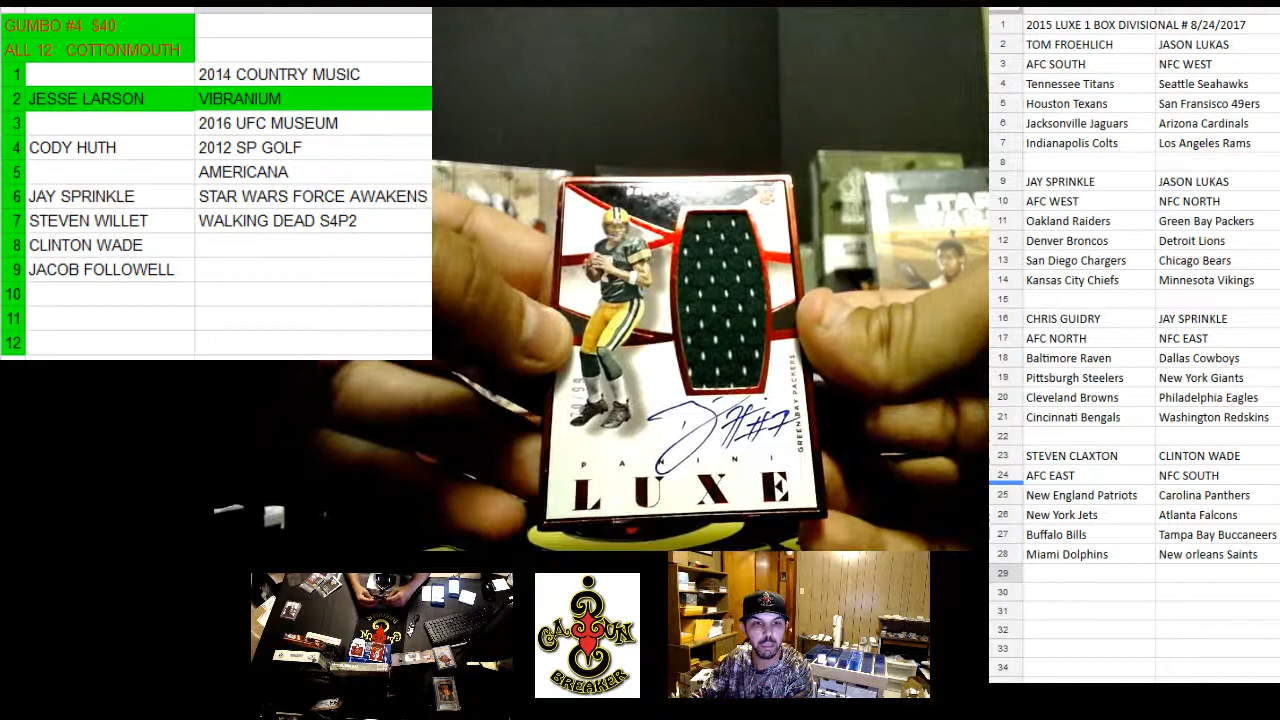 GUMBO #4 $40
ALL 12 COTTONMOUTH
1 2014 COUNTRY MUSIC
2 JESSE LARSON VIBRANIUM
3 2016 UFC MUSEUM
4 CODY HUTH 2012 SP GOLF
5 AMERICANA
6 JAY SPRINKLE STAR WARS FORCE AWAKENS
7 STEVEN WILLET WALKING DEAD S4P2
8 CLINTON WADE
9 JACOB FOLLOWELL
10
11
12
STAR
WARS
GREEN BAY PACKERS
#7
PANINI
LUXE
CAJUN
BREAKER
1 2015 LUXE 1 BOX DIVISIONAL # 8/24/2017
2 TOM FROEHLICH JASON LUKAS
3 AFC SOUTH NFC WEST
4 Tennessee Titans Seattle Seahawks
5 Houston Texans San Fransisco 49ers
6 Jacksonville Jaguars Arizona Cardinals
7 Indianapolis Colts Los Angeles Rams
8
9 JAY SPRINKLE JASON LUKAS
10 AFC WEST NFC NORTH
11 Oakland Raiders Green Bay Packers
12 Denver Broncos Detroit Lions
13 San Diego Chargers Chicago Bears
14 Kansas City Chiefs Minnesota Vikings
15
16 CHRIS GUIDRY JAY SPRINKLE
17 AFC NORTH NFC EAST
18 Baltimore Raven Dallas Cowboys
19 Pittsburgh Steelers New York Giants
20 Cleveland Browns Philadelphia Eagles
21 Cincinnati Bengals Washington Redskins
22
23 STEVEN CLAXTON CLINTON WADE
24 AFC EAST NFC SOUTH
25 New England Patriots Carolina Panthers
26 New York Jets Atlanta Falcons
27 Buffalo Bills Tampa Bay Buccaneers
28 Miami Dolphins New orleans Saints
29
30
31
32
33
34